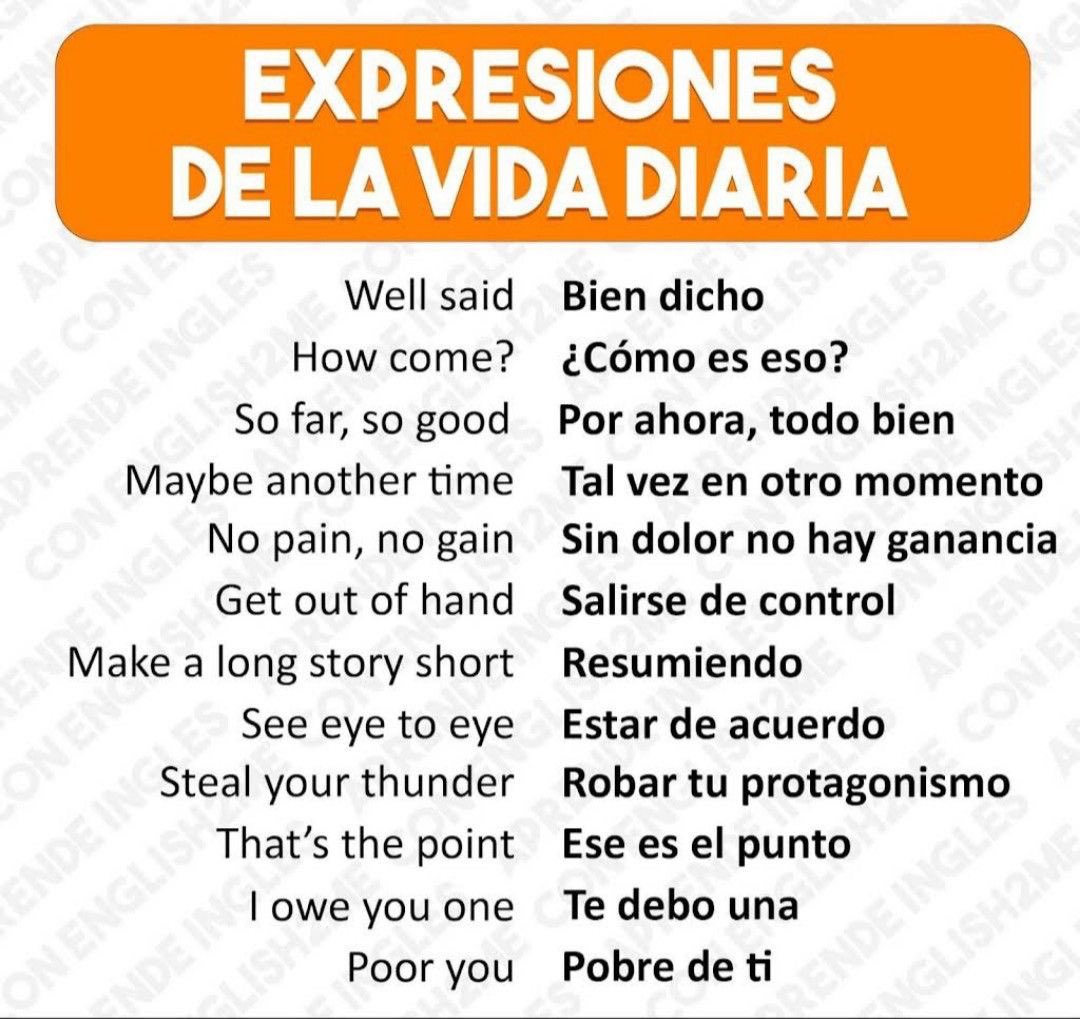 EXPRESIONES
DE LA VIDA DIARIA
Well said Bien dicho
How come? ¿Cómo es eso?
So far, so good Por ahora, todo bien
Maybe another time Tal vez en otro momento
No pain, no gain Sin dolor no hay ganancia
Get out of hand Salirse de control
Make a long story short Resumiendo
See eye to eye Estar de acuerdo
Steal your thunder Robar tu protagonismo
That’s the point Ese es el punto
I owe you one Te debo una
Poor you Pobre de ti
APRENDE INGLES
CON ENGLISH2ME